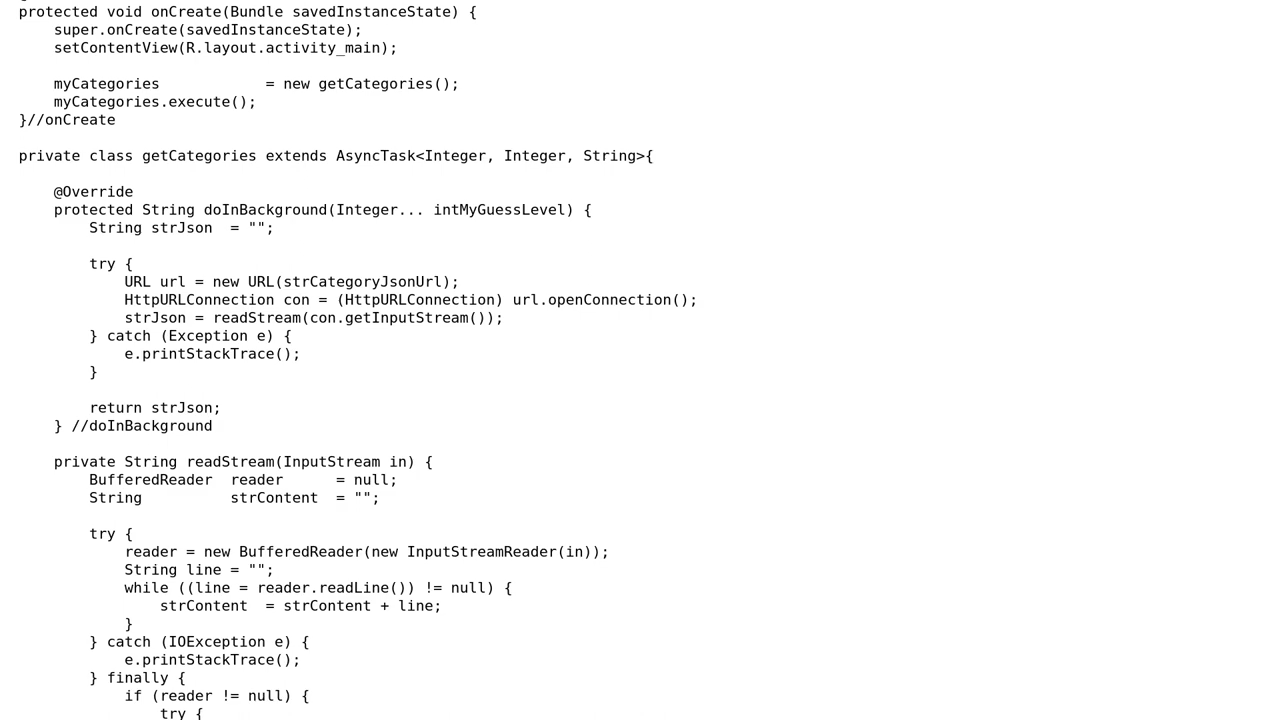 protected void onCreate(Bundle savedInstanceState) {
    super.onCreate(savedInstanceState);
    setContentView(R.layout.activity_main);

    myCategories            = new getCategories();
    myCategories.execute();
}//onCreate

private class getCategories extends AsyncTask<Integer, Integer, String>{

    @Override
    protected String doInBackground(Integer... intMyGuessLevel) {
        String strJson  = "";

        try {
            URL url = new URL(strCategoryJsonUrl);
            HttpURLConnection con = (HttpURLConnection) url.openConnection();
            strJson = readStream(con.getInputStream());
        } catch (Exception e) {
            e.printStackTrace();
        }

        return strJson;
    } //doInBackground

    private String readStream(InputStream in) {
        BufferedReader  reader      = null;
        String          strContent  = "";

        try {
            reader = new BufferedReader(new InputStreamReader(in));
            String line = "";
            while ((line = reader.readLine()) != null) {
                strContent  = strContent + line;
            }
        } catch (IOException e) {
            e.printStackTrace();
        } finally {
            if (reader != null) {
                try {